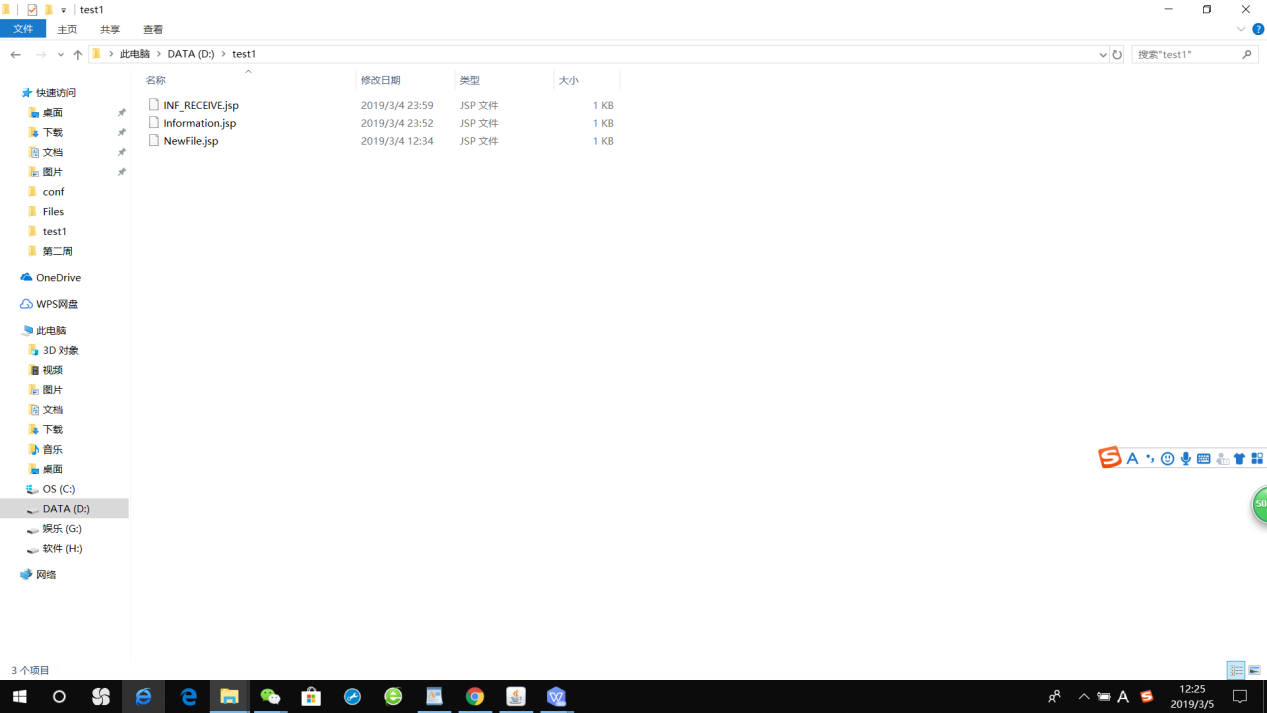 test1
文件 主页 共享 查看
此电脑 DATA (D:) test1 搜索"test1"
名称 修改日期 类型 大小
INF_RECEIVE.jsp 2019/3/4 23:59 JSP 文件 1 KB
Information.jsp 2019/3/4 23:52 JSP 文件 1 KB
NewFile.jsp 2019/3/4 12:34 JSP 文件 1 KB
快速访问
桌面
下载
文档
图片
conf
Files
test1
第二周
OneDrive
WPS网盘
此电脑
3D 对象
视频
图片
文档
下载
音乐
桌面
OS (C:)
DATA (D:)
娱乐 (G:)
软件 (H:)
网络
50
3 个项目
12:25
2019/3/5